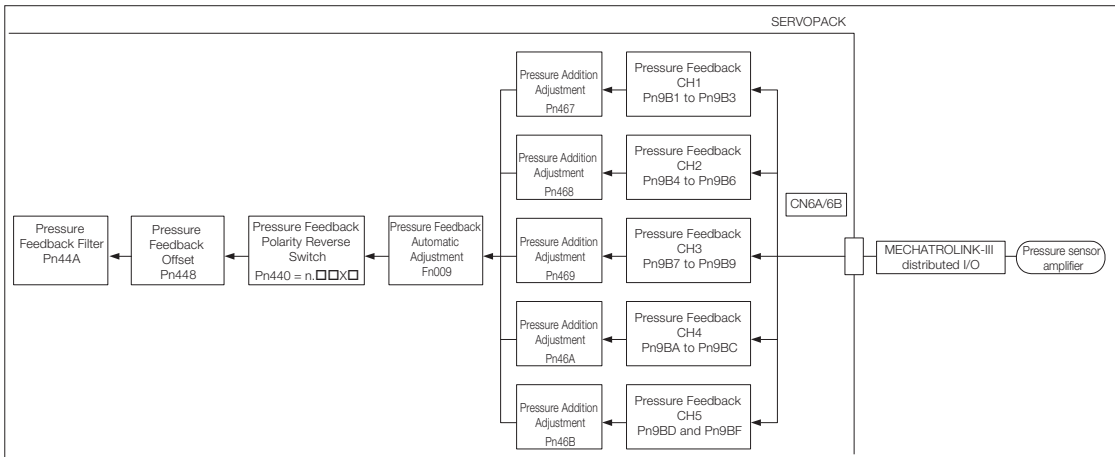 SERVOPACK
Pressure Addition
Adjustment
Pn467
Pressure Feedback
CH1
Pn9B1 to Pn9B3
Pressure Addition
Adjustment
Pn468
Pressure Feedback
CH2
Pn9B4 to Pn9B6
CN6A/6B
Pressure
Feedback Filter
Pn44A
Pressure
Feedback
Offset
Pn448
Pressure Feedback
Polarity Reverse
Switch
Pn440 = n.□□X□
Pressure Feedback
Automatic
Adjustment
Fn009
Pressure Addition
Adjustment
Pn469
Pressure Feedback
CH3
Pn9B7 to Pn9B9
MECHATROLINK-III
distributed I/O
Pressure sensor
amplifier
Pressure Addition
Adjustment
Pn46A
Pressure Feedback
CH4
Pn9BA to Pn9BC
Pressure Addition
Adjustment
Pn46B
Pressure Feedback
CH5
Pn9BD and Pn9BF